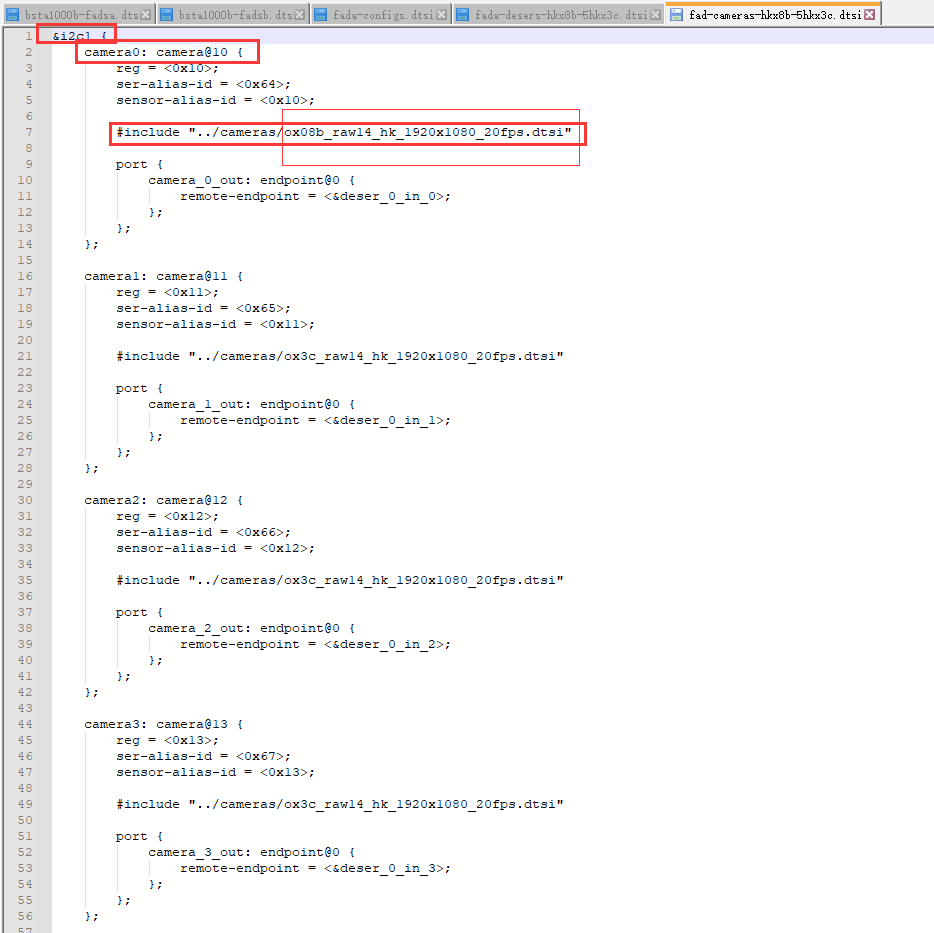 bsta1000b-fadsa.dts
bsta1000b-fadsb.dts
fada-configs.dtsi
fada-desers-hkx8b-5hkx3c.dtsi
fad-cameras-hkx8b-5hkx3c.dtsi
1 &i2c1 {
2 camera0: camera@10 {
3 reg = <0x10>;
4 ser-alias-id = <0x64>;
5 sensor-alias-id = <0x10>;
6
7 #include "../cameras/ox08b_raw14_hk_1920x1080_20fps.dtsi"
8
9 port {
10 camera_0_out: endpoint@0 {
11 remote-endpoint = <&deser_0_in_0>;
12 };
13 };
14 };
15
16 camera1: camera@11 {
17 reg = <0x11>;
18 ser-alias-id = <0x65>;
19 sensor-alias-id = <0x11>;
20
21 #include "../cameras/ox3c_raw14_hk_1920x1080_20fps.dtsi"
22
23 port {
24 camera_1_out: endpoint@0 {
25 remote-endpoint = <&deser_0_in_1>;
26 };
27 };
28 };
29
30 camera2: camera@12 {
31 reg = <0x12>;
32 ser-alias-id = <0x66>;
33 sensor-alias-id = <0x12>;
34
35 #include "../cameras/ox3c_raw14_hk_1920x1080_20fps.dtsi"
36
37 port {
38 camera_2_out: endpoint@0 {
39 remote-endpoint = <&deser_0_in_2>;
40 };
41 };
42 };
43
44 camera3: camera@13 {
45 reg = <0x13>;
46 ser-alias-id = <0x67>;
47 sensor-alias-id = <0x13>;
48
49 #include "../cameras/ox3c_raw14_hk_1920x1080_20fps.dtsi"
50
51 port {
52 camera_3_out: endpoint@0 {
53 remote-endpoint = <&deser_0_in_3>;
54 };
55 };
56 };
57